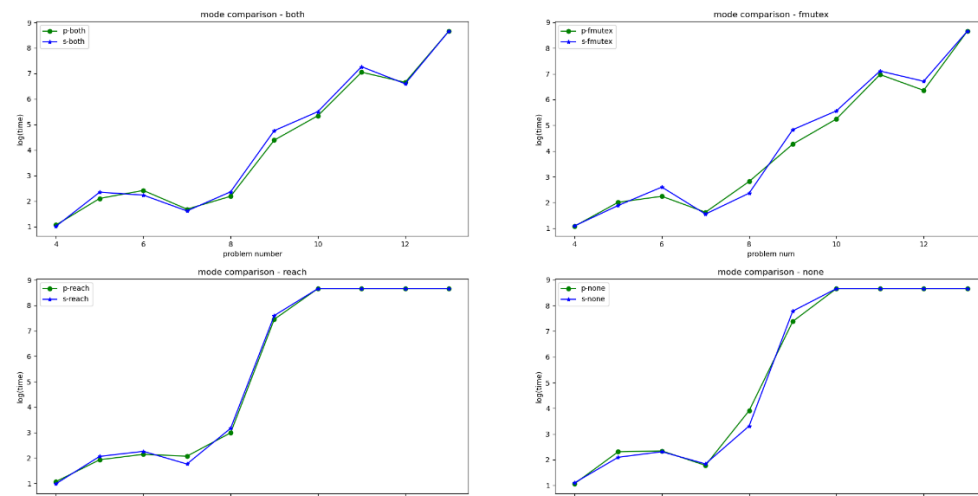 mode comparison - both
p-both
s-both
9
8
7
6
5
4
3
2
1
log(time)
4
6
8
10
12
problem number
mode comparison - fmutex
p-fmutex
s-fmutex
9
8
7
6
5
4
3
2
1
log(time)
4
6
8
10
12
problem num
mode comparison - reach
p-reach
s-reach
9
8
7
6
5
4
3
2
1
log(time)
mode comparison - none
p-none
s-none
9
8
7
6
5
4
3
2
1
log(time)